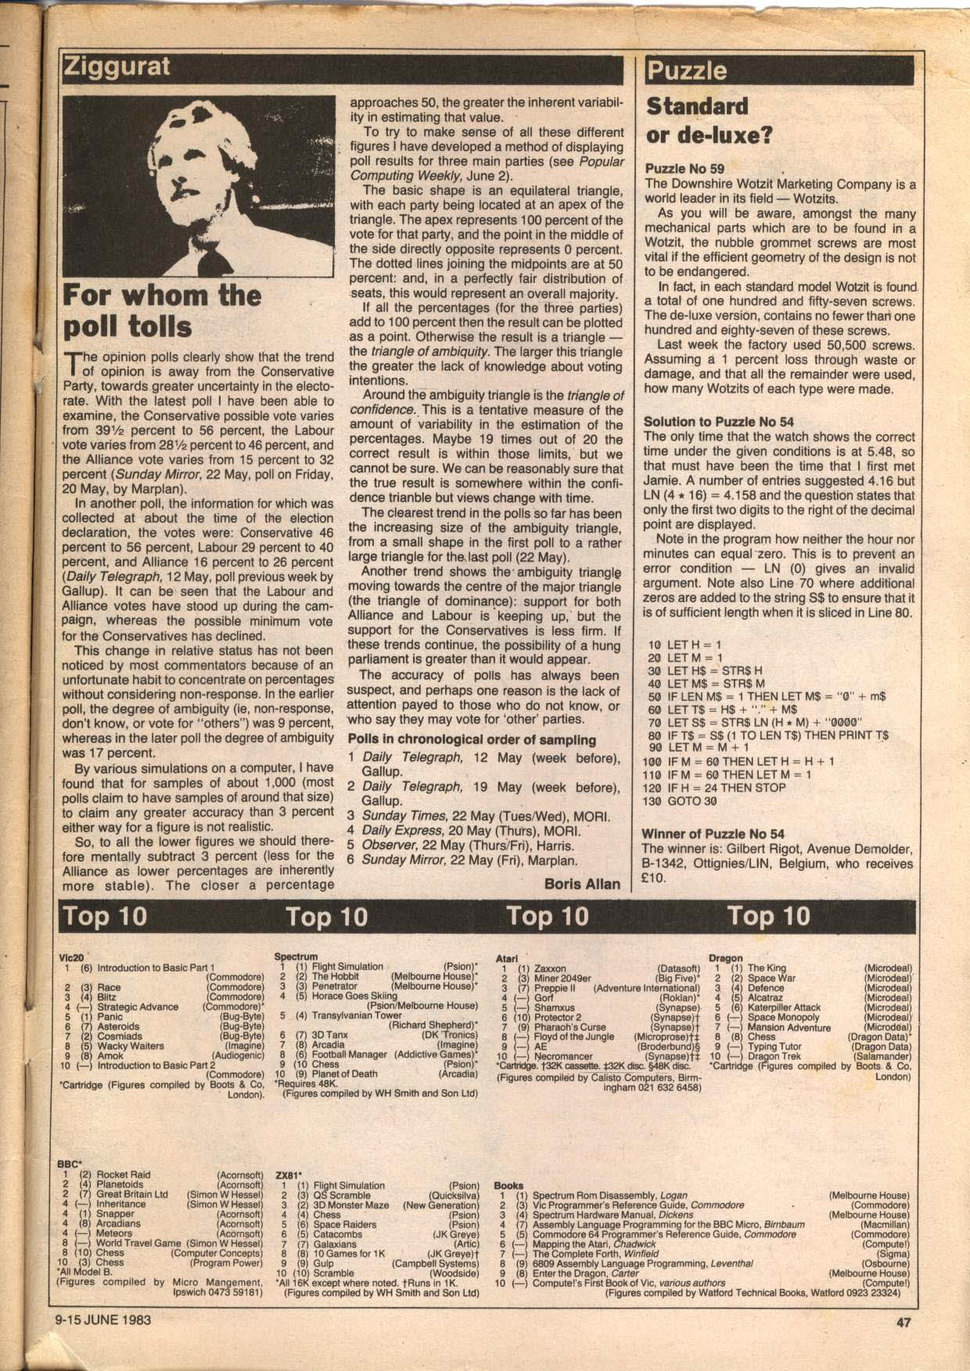 Ziggurat
For whom the
poll tolls
The opinion polls clearly show that the trend
of opinion is away from the Conservative
Party, towards greater uncertainty in the electo-
rate. With the latest poll I have been able to
examine, the Conservative possible vote varies
from 39½ percent to 56 percent, the Labour
vote varies from 28½ percent to 46 percent, and
the Alliance vote varies from 15 percent to 32
percent (Sunday Mirror, 22 May, poll on Friday,
20 May, by Marplan).
In another poll, the information for which was
collected at about the time of the election
declaration, the votes were: Conservative 46
percent to 56 percent, Labour 29 percent to 40
percent, and Alliance 16 percent to 26 percent
(Daily Telegraph, 12 May, poll previous week by
Gallup). It can be seen that the Labour and
Alliance votes have stood up during the cam-
paign, whereas the possible minimum vote
for the Conservatives has declined.
This change in relative status has not been
noticed by most commentators because of an
unfortunate habit to concentrate on percentages
without considering non-response. In the earlier
poll, the degree of ambiguity (ie, non-response,
don't know, or vote for "others") was 9 percent,
whereas in the later poll the degree of ambiguity
was 17 percent.
By various simulations on a computer, I have
found that for samples of about 1,000 (most
polls claim to have samples of around that size)
to claim any greater accuracy than 3 percent
either way for a figure is not realistic.
So, to all the lower figures we should there-
fore mentally subtract 3 percent (less for the
Alliance as lower percentages are inherently
more stable). The closer a percentage
approaches 50, the greater the inherent variabil-
ity in estimating that value.
To try to make sense of all these different
figures I have developed a method of displaying
poll results for three main parties (see Popular
Computing Weekly, June 2).
The basic shape is an equilateral triangle,
with each party being located at an apex of the
triangle. The apex represents 100 percent of the
vote for that party, and the point in the middle of
the side directly opposite represents 0 percent.
The dotted lines joining the midpoints are at 50
percent: and, in a perfectly fair distribution of
seats, this would represent an overall majority.
If all the percentages (for the three parties)
add to 100 percent then the result can be plotted
as a point. Otherwise the result is a triangle —
the triangle of ambiquity. The larger this triangle
the greater the lack of knowledge about voting
intentions.
Around the ambiguity triangle is the triangle of
confidence. This is a tentative measure of the
amount of variability in the estimation of the
percentages. Maybe 19 times out of 20 the
correct result is within those limits, but we
cannot be sure. We can be reasonably sure that
the true result is somewhere within the confi-
dence trianble but views change with time.
The clearest trend in the polls so far has been
the increasing size of the ambiguity triangle,
from a small shape in the first poll to a rather
large triangle for the last poll (22 May).
Another trend shows the ambiguity triangle
moving towards the centre of the major triangle
(the triangle of dominance): support for both
Alliance and Labour is keeping up, but the
support for the Conservatives is less firm. If
these trends continue, the possibility of a hung
parliament is greater than it would appear.
The accuracy of polls has always been
suspect, and perhaps one reason is the lack of
attention payed to those who do not know, or
who say they may vote for 'other' parties.
Polls in chronological order of sampling
1 Daily Telegraph, 12 May (week before),
Gallup.
2 Daily Telegraph, 19 May (week before),
Gallup.
3 Sunday Times, 22 May (Tues/Wed), MORI.
4 Daily Express, 20 May (Thurs), MORI.
5 Observer, 22 May (Thurs/Fri), Harris.
6 Sunday Mirror, 22 May (Fri), Marplan.
Boris Allan
Puzzle
Standard
or de-luxe?
Puzzle No 59
The Downshire Wotzit Marketing Company is a
world leader in its field — Wotzits.
As you will be aware, amongst the many
mechanical parts which are to be found in a
Wotzit, the nubble grommet screws are most
vital if the efficient geometry of the design is not
to be endangered.
In fact, in each standard model Wotzit is found
a total of one hundred and fifty-seven screws.
The de-luxe version, contains no fewer than one
hundred and eighty-seven of these screws.
Last week the factory used 50,500 screws.
Assuming a 1 percent loss through waste or
damage, and that all the remainder were used,
how many Wotzits of each type were made.
Solution to Puzzle No 54
The only time that the watch shows the correct
time under the given conditions is at 5.48, so
that must have been the time that I first met
Jamie. A number of entries suggested 4.16 but
LN (4 * 16) = 4.158 and the question states that
only the first two digits to the right of the decimal
point are displayed.
Note in the program how neither the hour nor
minutes can equal zero. This is to prevent an
error condition — LN (0) gives an invalid
argument. Note also Line 70 where additional
zeros are added to the string S$ to ensure that it
is of sufficient length when it is sliced in Line 80.
10 LET H = 1
20 LET M = 1
30 LET H$ = STR$ H
40 LET M$ = STR$ M
50 IF LEN M$ = 1 THEN LET M$ = "0" + m$
60 LET T$ = H$ + "." + M$
70 LET S$ = STR$ LN (H * M) + "0000"
80 IF T$ = S$ (1 TO LEN T$) THEN PRINT T$
90 LET M = M + 1
100 IF M = 60 THEN LET H = H + 1
110 IF M = 60 THEN LET M = 1
120 IF H = 24 THEN STOP
130 GOTO 30
Winner of Puzzle No 54
The winner is: Gilbert Rigot, Avenue Demolder,
B-1342, Ottignies/LIN, Belgium, who receives
£10.
Top 10 Top 10 Top 10 Top 10
Vic20
1 (6) Introduction to Basic Part 1
(Commodore)
2 (3) Race (Commodore)
3 (4) Blitz (Commodore)
4 (—) Strategic Advance (Commodore)*
5 (1) Panic (Bug-Byte)
6 (7) Asteroids (Bug-Byte)
7 (2) Cosmiads (Bug-Byte)
8 (5) Wacky Waiters (Imagine)
9 (8) Amok (Audiogenic)
10 (—) Introduction to Basic Part 2
(Commodore)
*Cartridge (Figures compiled by Boots & Co,
London).
Spectrum
1 (1) Flight Simulation (Psion)*
2 (2) The Hobbit (Melbourne House)*
3 (3) Penetrator (Melbourne House)*
4 (5) Horace Goes Skiing
(Psion/Melbourne House)
5 (4) Transylvanian Tower
(Richard Shepherd)*
6 (7) 3D Tanx (DK 'Tronics)
7 (8) Arcadia (Imagine)
8 (6) Football Manager (Addictive Games)*
9 (10) Chess (Psion)*
10 (9) Planet of Death (Arcadia)
*Requires 48K.
(Figures compiled by WH Smith and Son Ltd)
Atari
1 (1) Zaxxon (Datasoft)
2 (3) Miner 2049er (Big Five)*
3 (7) Preppie II (Adventure International)
4 (—) Gorf (Roklan)*
5 (—) Shamxus (Synapse)
6 (10) Protector 2 (Synapse)†
7 (9) Pharaoh's Curse (Synapse)†
8 (—) Floyd of the Jungle (Microprose)†‡
9 (—) AE (Broderbund)§
10 (—) Necromancer (Synapse)†‡
*Cartridge. †32K cassette. ‡32K disc. §48K disc.
(Figures compiled by Calisto Computers, Birm-
ingham 021 632 6458)
Dragon
1 (1) The King (Microdeal)
2 (2) Space War (Microdeal)
3 (4) Defence (Microdeal)
4 (5) Alcatraz (Microdeal)
5 (6) Katerpiller Attack (Microdeal)
6 (—) Space Monopoly (Microdeal)
7 (—) Mansion Adventure (Microdeal)
8 (8) Chess (Dragon Data)*
9 (—) Typing Tutor (Dragon Data)
10 (—) Dragon Trek (Salamander)
*Cartridge (Figures compiled by Boots & Co,
London)
BBC*
1 (2) Rocket Raid (Acornsoft)
2 (4) Planetoids (Acornsoft)
2 (7) Great Britain Ltd (Simon W Hessel)
4 (—) Inheritance (Simon W Hessel)
4 (1) Snapper (Acornsoft)
4 (8) Arcadians (Acornsoft)
4 (—) Meteors (Acornsoft)
8 (—) World Travel Game (Simon W Hessel)
8 (10) Chess (Computer Concepts)
10 (3) Chess (Program Power)
*All Model B.
(Figures compiled by Micro Mangement,
Ipswich 0473 59181)
ZX81*
1 (1) Flight Simulation (Psion)
2 (3) QS Scramble (Quicksilva)
3 (2) 3D Monster Maze (New Generation)
4 (4) Chess (Psion)
5 (6) Space Raiders (Psion)
6 (5) Catacombs (JK Greye)
7 (7) Galaxians (Artic)
8 (8) 10 Games for 1K (JK Greye)†
9 (9) Gulp (Campbell Systems)
10 (10) Scramble (Woodside)
*All 16K except where noted. †Runs in 1K.
(Figures compiled by WH Smith and Son Ltd)
Books
1 (1) Spectrum Rom Disassembly, Logan (Melbourne House)
2 (3) Vic Programmer's Reference Guide, Commodore (Commodore)
3 (4) Spectrum Hardware Manual, Dickens (Melbourne House)
4 (7) Assembly Language Programming for the BBC Micro, Birnbaum (Macmillan)
5 (5) Commodore 64 Programmer's Reference Guide, Commodore (Commodore)
6 (—) Mapping the Atari, Chadwick (Compute!)
7 (—) The Complete Forth, Winfield (Sigma)
8 (9) 6809 Assembly Language Programming, Leventhal (Osbourne)
9 (8) Enter the Dragon, Carter (Melbourne House)
10 (—) Compute!'s First Book of Vic, various authors (Compute!)
(Figures compiled by Watford Technical Books, Watford 0923 23324)
9-15 JUNE 1983
47